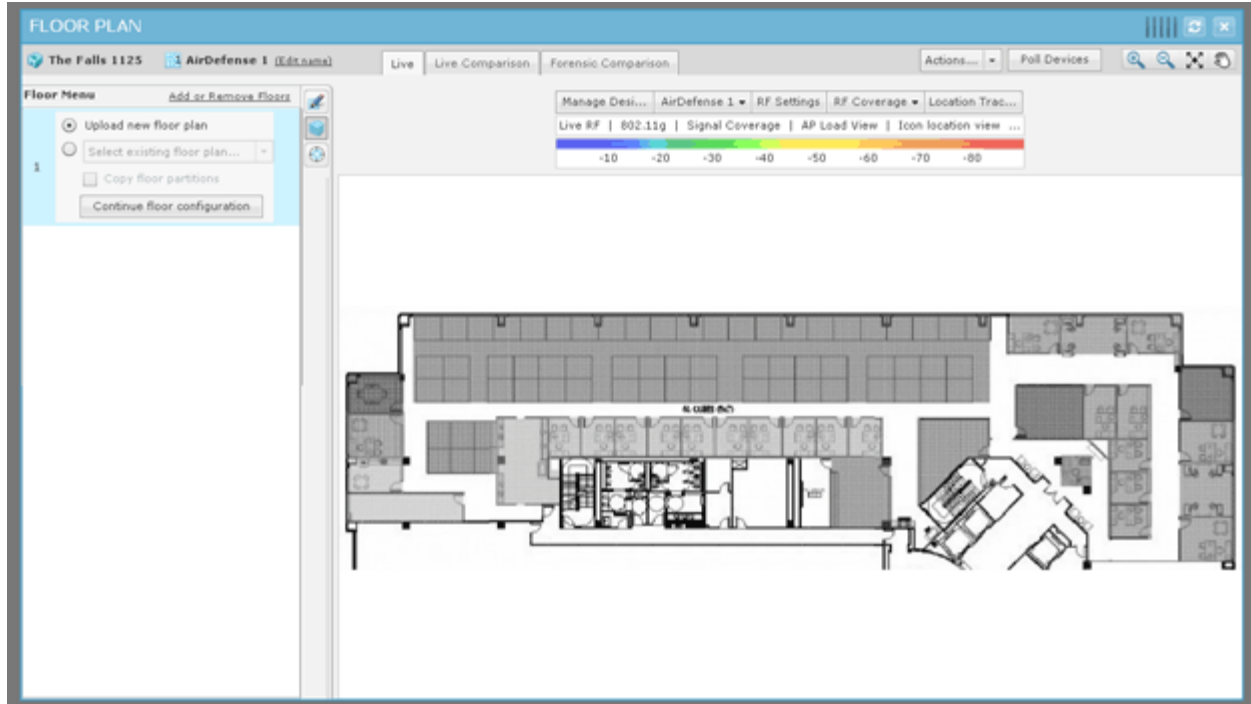 FLOOR PLAN
The Falls 1125 AirDefense 1 (Edit name) Live Live Comparison Forensic Comparison Actions... Poll Devices
Floor Menu Add or Remove Floors
Manage Desi... AirDefense 1 RF Settings RF Coverage Location Trac...
Upload new floor plan
Live RF | 802.11g | Signal Coverage | AP Load View | Icon location view ...
Select existing floor plan...
-10 -20 -30 -40 -50 -60 -70 -80
1
Copy floor partitions
Continue floor configuration